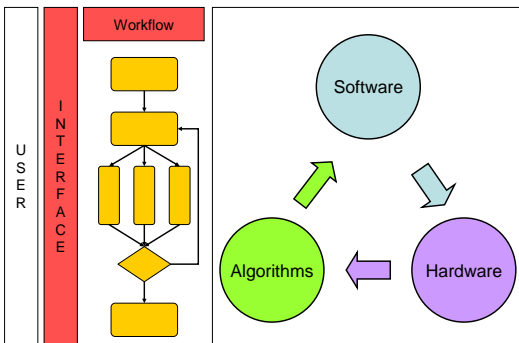 USER
INTERFACE
Workflow
Software
Algorithms
Hardware